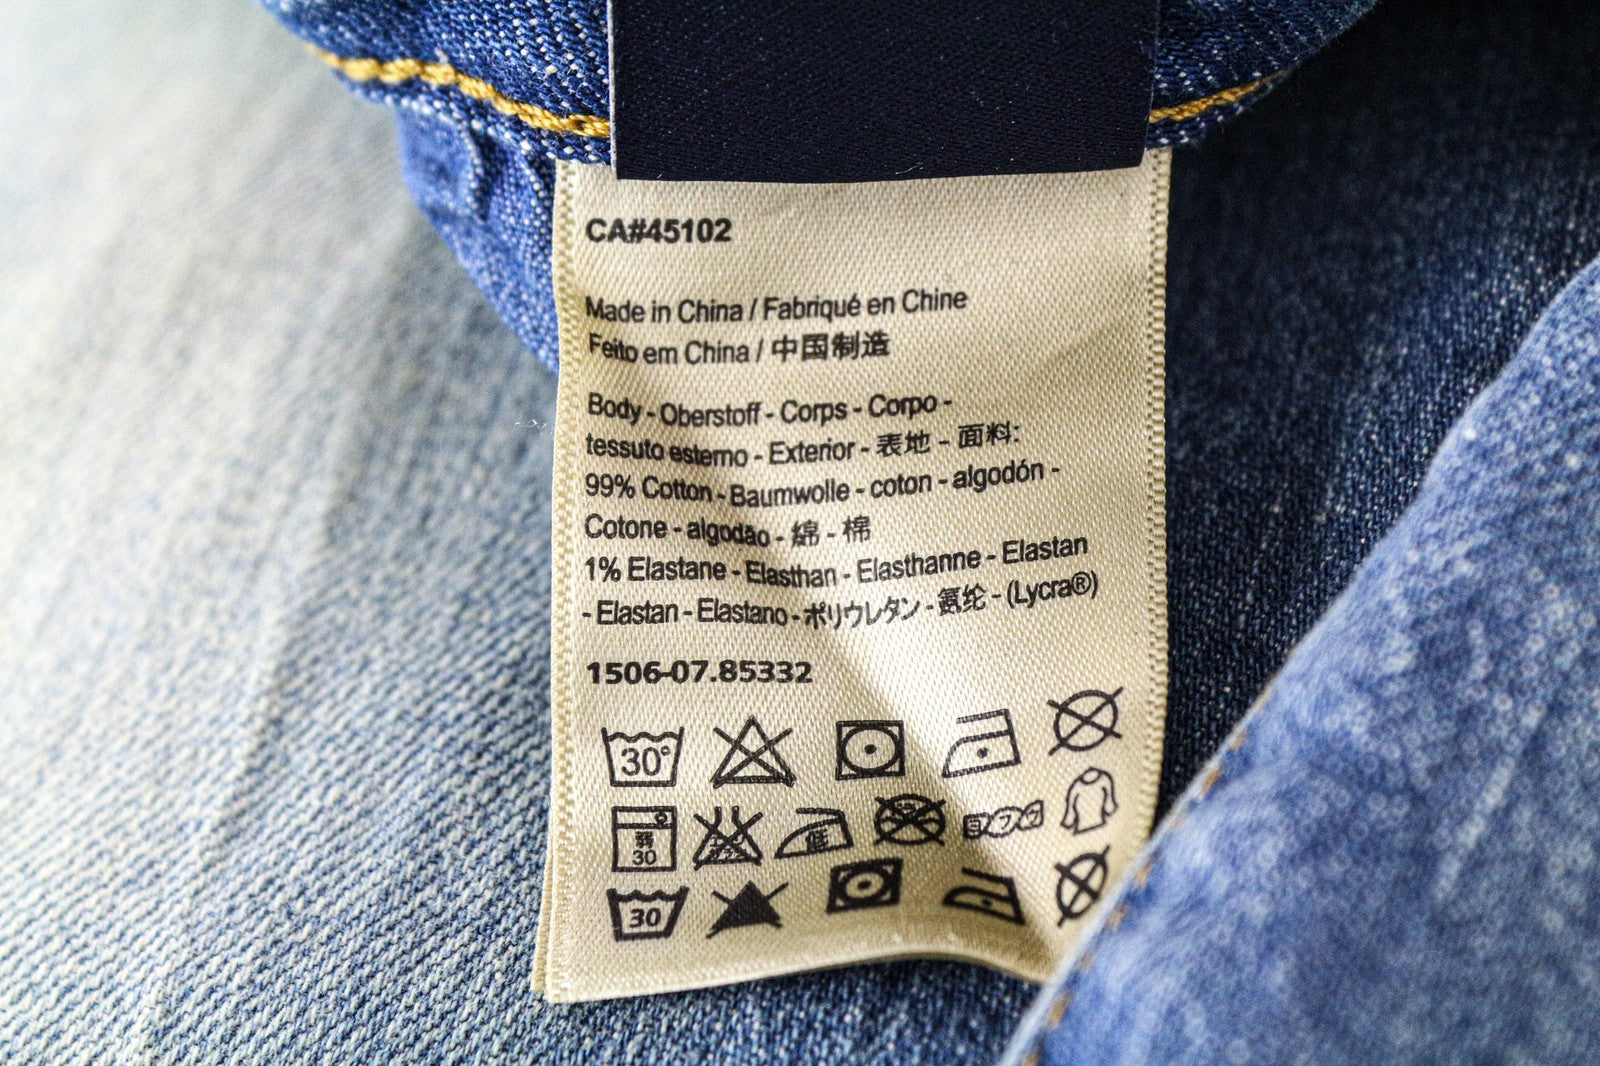 CA#45102
Made in China / Fabriqué en Chine
Feito em China / 中国制造
Body - Oberstoff - Corps - Corpo -
tessuto esterno - Exterior - 表地 - 面料:
99% Cotton - Baumwolle - coton - algodón -
Cotone - algodão - 綿 - 棉
1% Elastane - Elasthan - Elasthanne - Elastan
- Elastan - Elastano - ポリウレタン - 氨纶 - (Lycra®)
1506-07.85332
30°
弱
30
低
30